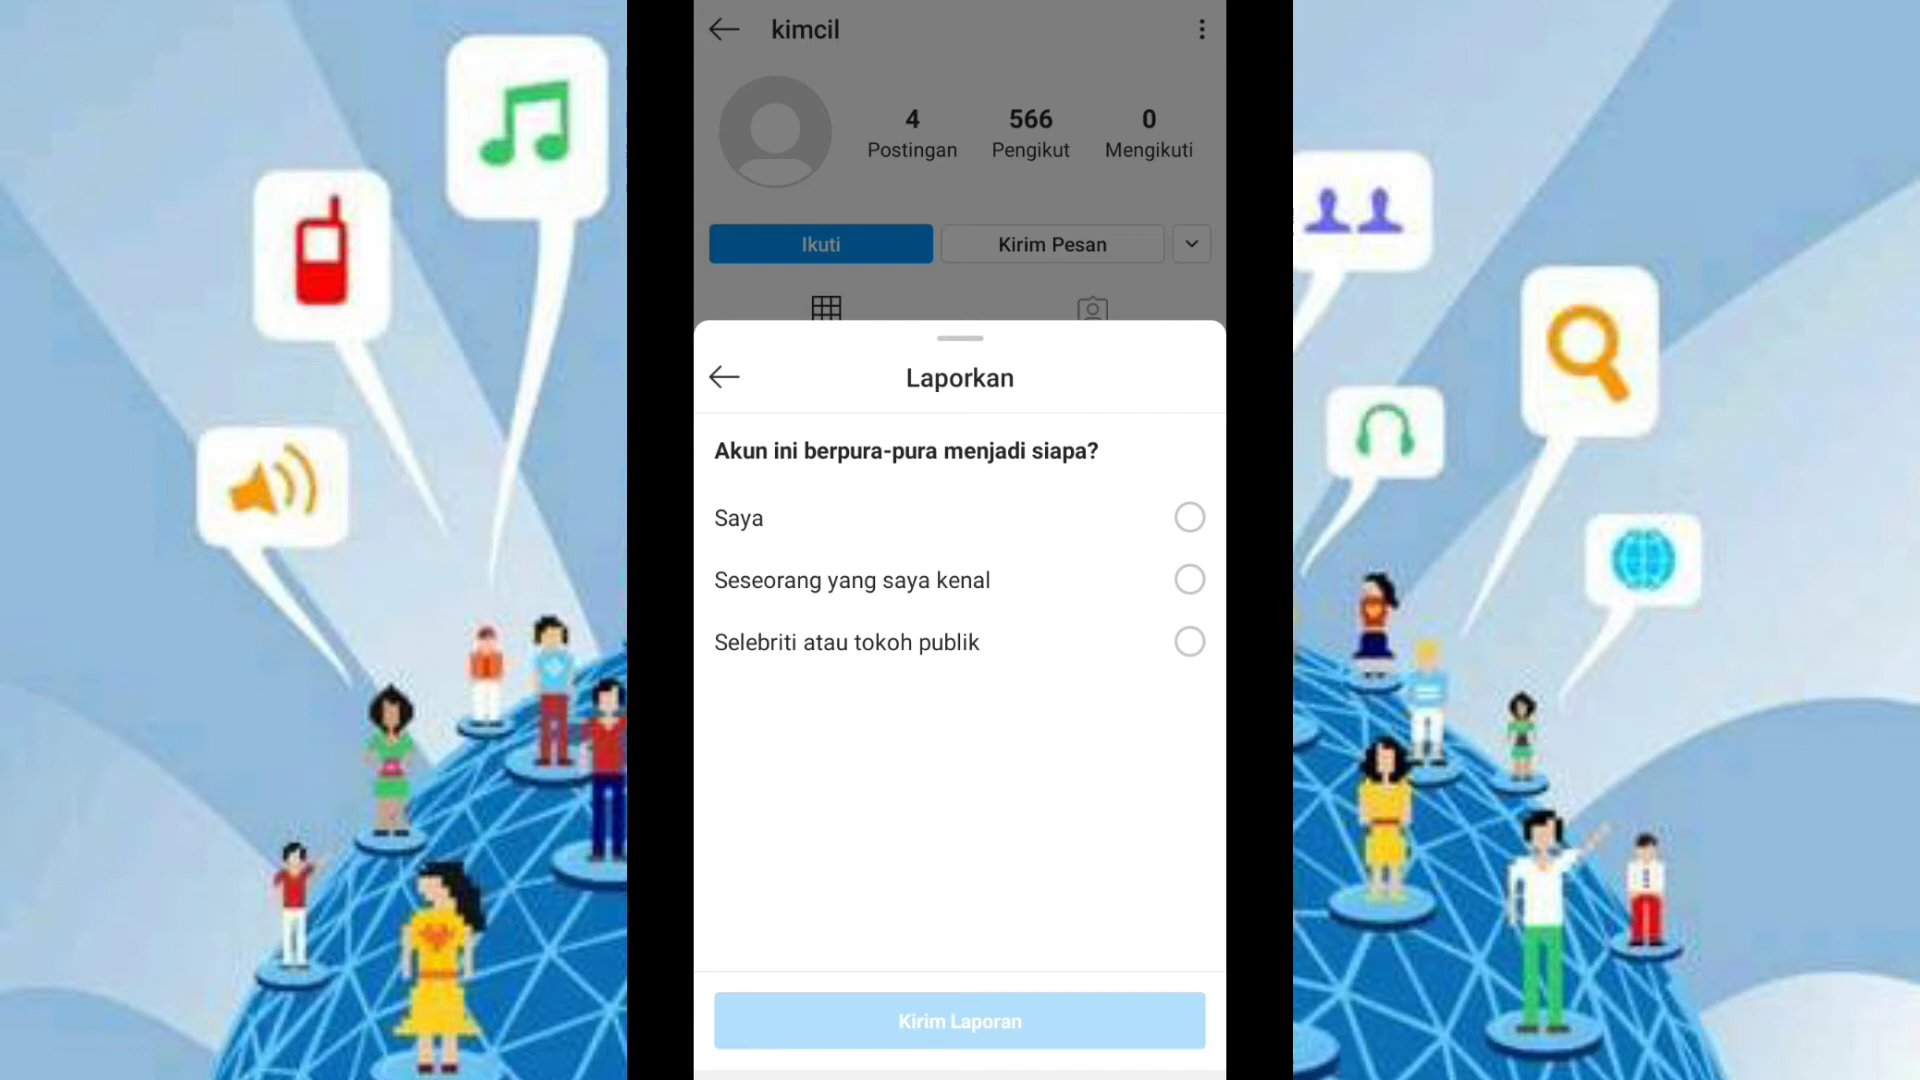 kimcil
4 566 0
Postingan Pengikut Mengikuti
Ikuti Kirim Pesan
Laporkan
Akun ini berpura-pura menjadi siapa?
Saya
Seseorang yang saya kenal
Selebriti atau tokoh publik
Kirim Laporan